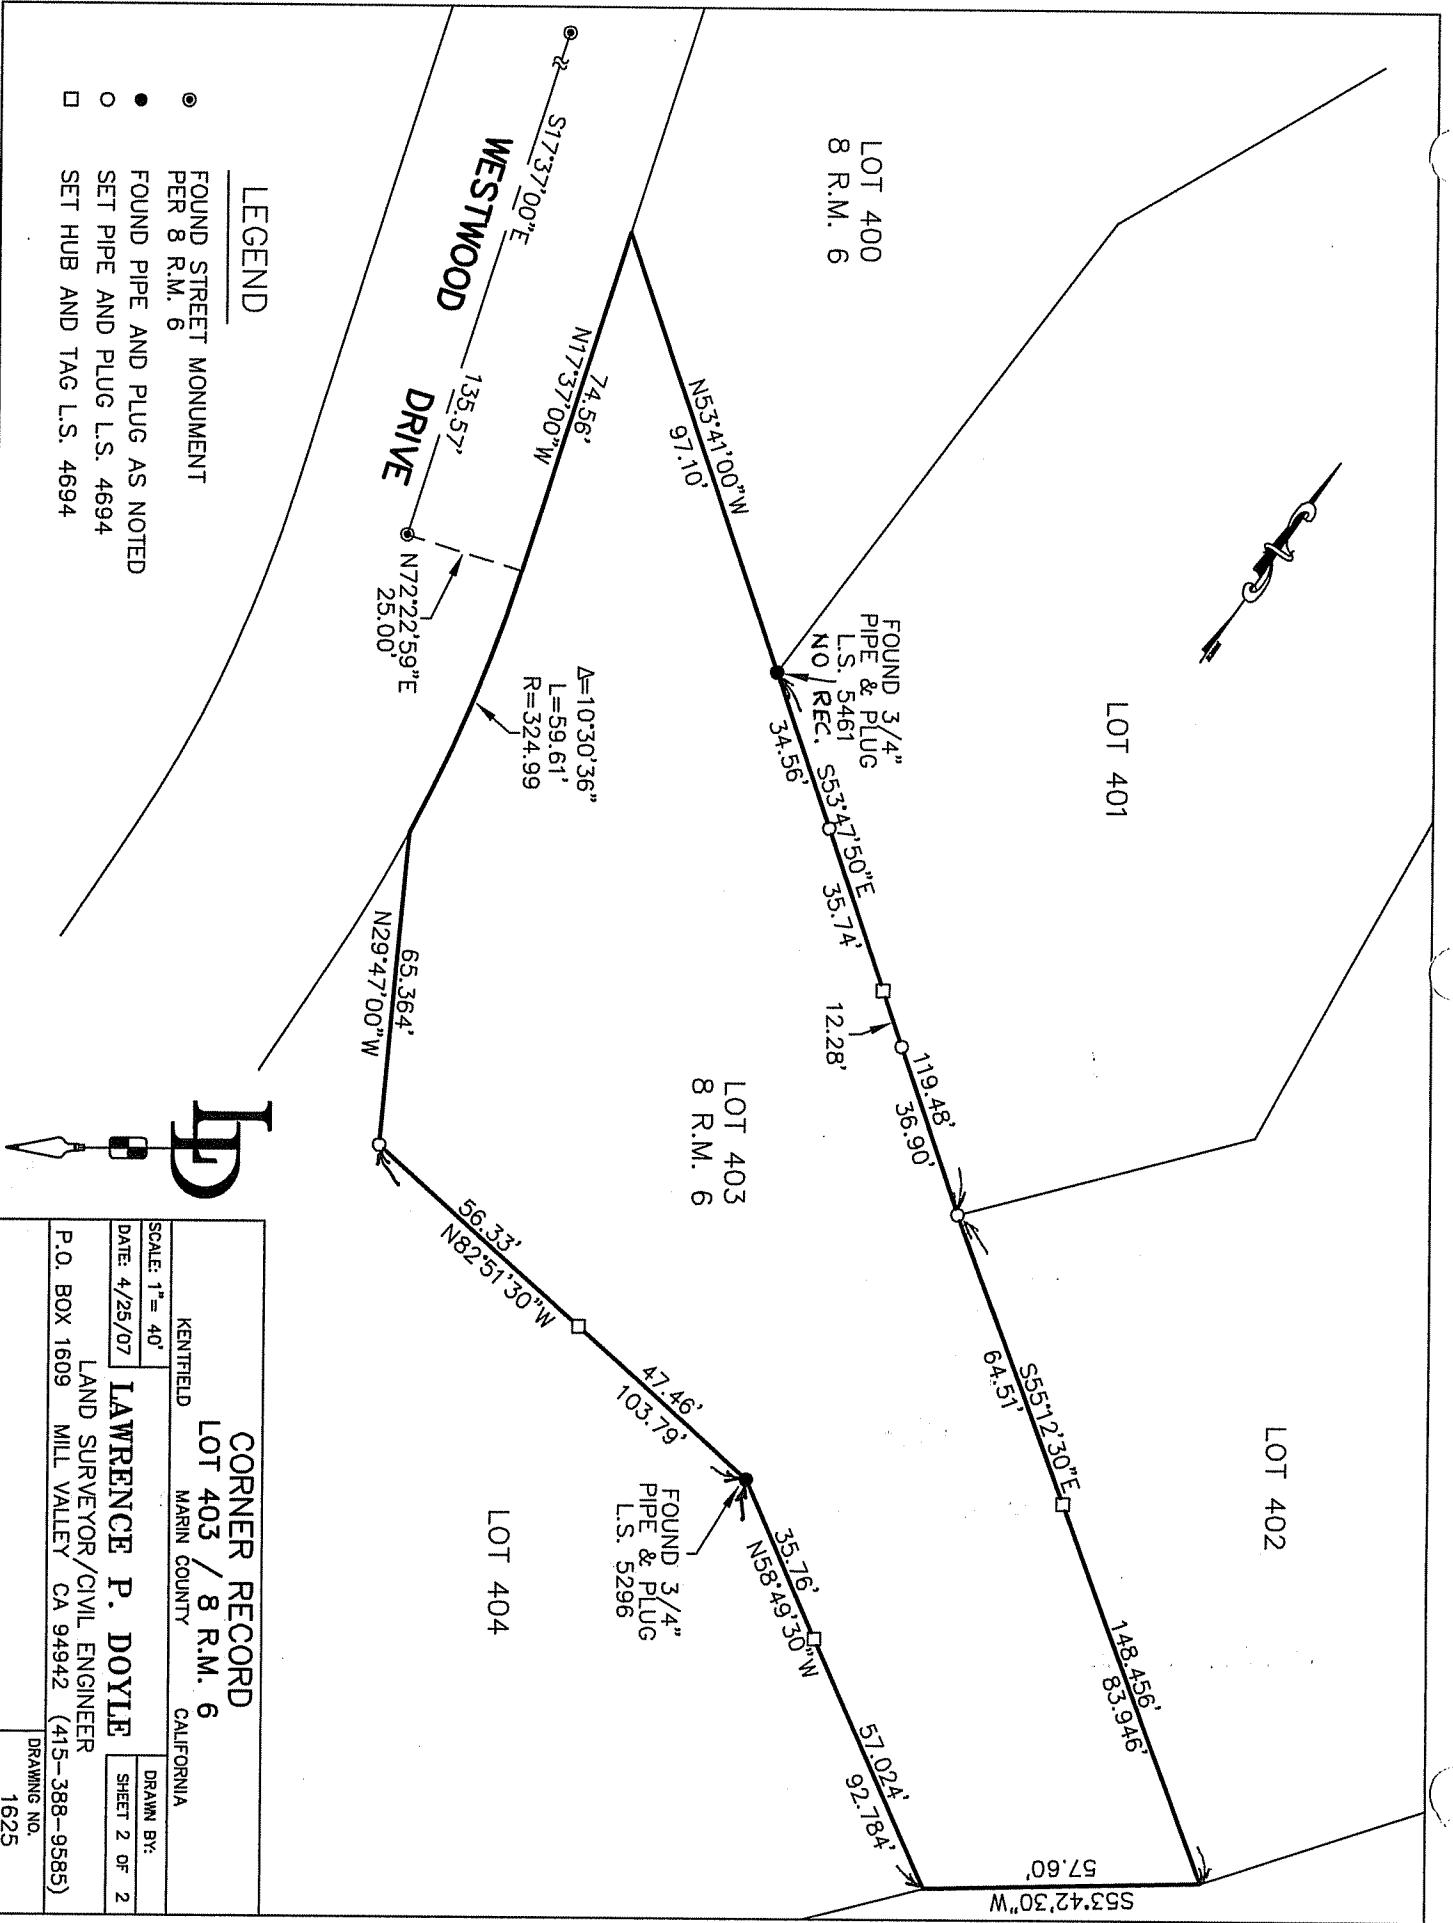 LOT 400
8 R.M. 6
LOT 401
LOT 402
LOT 403
8 R.M. 6
LOT 404
S17°37'00"E
135.57'
WESTWOOD
DRIVE
N72°22'59"E
25.00'
74.56'
N17°37'00"W
N53°41'00"W
97.10'
FOUND 3/4"
PIPE & PLUG
L.S. 5461
NO REC.
34.56'
S53°47'50"E
35.74'
12.28'
119.48'
36.90'
S55°12'30"E
64.51'
148.456'
83.946'
57.60'
S53°42'30"W
Δ=10°30'36"
L=59.61'
R=324.99
65.364'
N29°47'00"W
56.33'
N82°51'30"W
47.46'
103.79'
FOUND 3/4"
PIPE & PLUG
L.S. 5296
35.76'
N58°49'30"W
57.024'
92.784'
LEGEND
FOUND STREET MONUMENT
PER 8 R.M. 6
FOUND PIPE AND PLUG AS NOTED
SET PIPE AND PLUG L.S. 4694
SET HUB AND TAG L.S. 4694
CORNER RECORD
LOT 403 / 8 R.M. 6
KENTFIELD MARIN COUNTY CALIFORNIA
SCALE: 1"= 40'
DATE: 4/25/07
LAWRENCE P. DOYLE
DRAWN BY:
SHEET 2 OF 2
LAND SURVEYOR/CIVIL ENGINEER
P.O. BOX 1609 MILL VALLEY CA 94942 (415-388-9585)
DRAWING NO.
1625